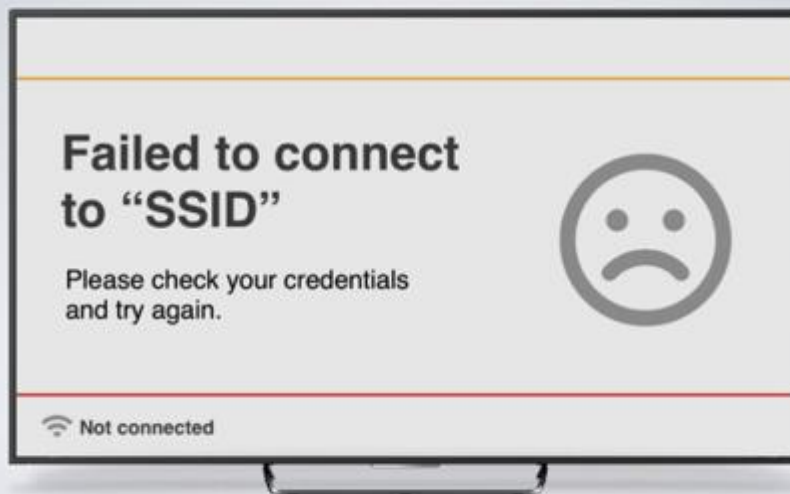 Failed to connect
to “SSID”
Please check your credentials
and try again.
Not connected